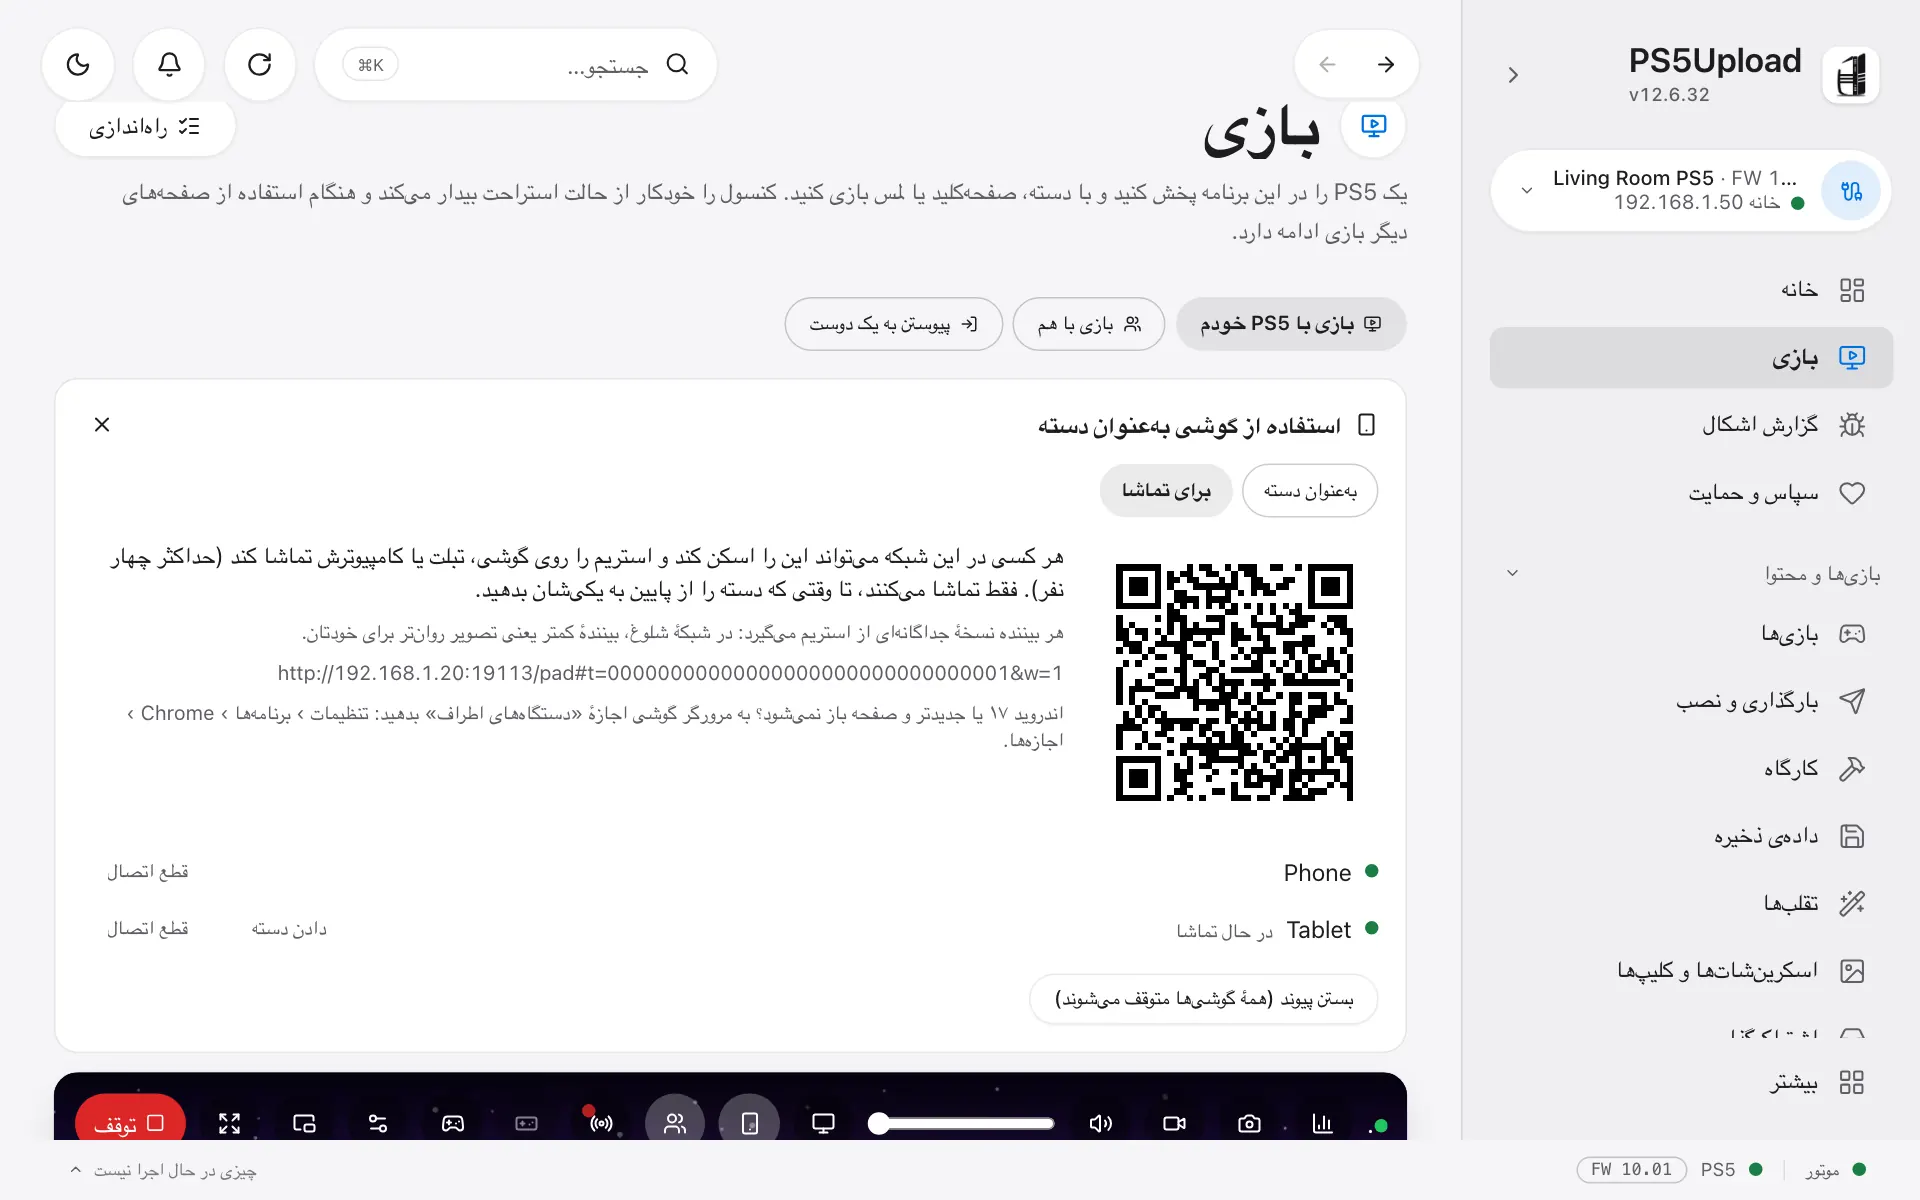 PS5Upload
v12.6.32
Living Room PS5 · FW 1...
خانه 192.168.1.50
خانه
بازی
گزارش اشکال
سپاس و حمایت
بازی‌ها و محتوا
بازی‌ها
بارگذاری و نصب
کارگاه
داده‌ی ذخیره
تقلب‌ها
اسکرین‌شات‌ها و کلیپ‌ها
بیشتر
جستجو...
⌘K
بازی
راه‌اندازی
یک PS5 را در این برنامه پخش کنید و با دسته، صفحه‌کلید یا لمس بازی کنید. کنسول را خودکار از حالت استراحت بیدار می‌کند و هنگام استفاده از صفحه‌های
دیگر بازی ادامه دارد.
بازی با PS5 خودم
بازی با هم
پیوستن به یک دوست
استفاده از گوشی به‌عنوان دسته
به‌عنوان دسته
برای تماشا
هر کسی در این شبکه می‌تواند این را اسکن کند و استریم را روی گوشی، تبلت یا کامپیوترش تماشا کند (حداکثر چهار
نفر). فقط تماشا می‌کنند، تا وقتی که دسته را از پایین به یکی‌شان بدهید.
هر بیننده نسخهٔ جداگانه‌ای از استریم می‌گیرد: در شبکهٔ شلوغ، بینندهٔ کمتر یعنی تصویر روان‌تر برای خودتان.
http://192.168.1.20:19113/pad#t=00000000000000000000000000000001&w=1
اندروید ۱۷ یا جدیدتر و صفحه باز نمی‌شود؟ به مرورگر گوشی اجازهٔ «دستگاه‌های اطراف» بدهید: تنظیمات › برنامه‌ها › Chrome ›
اجازه‌ها.
Phone
قطع اتصال
Tablet در حال تماشا
دادن دسته
قطع اتصال
بستن پیوند (همهٔ گوشی‌ها متوقف می‌شوند)
توقف
موتور
PS5
FW 10.01
چیزی در حال اجرا نیست